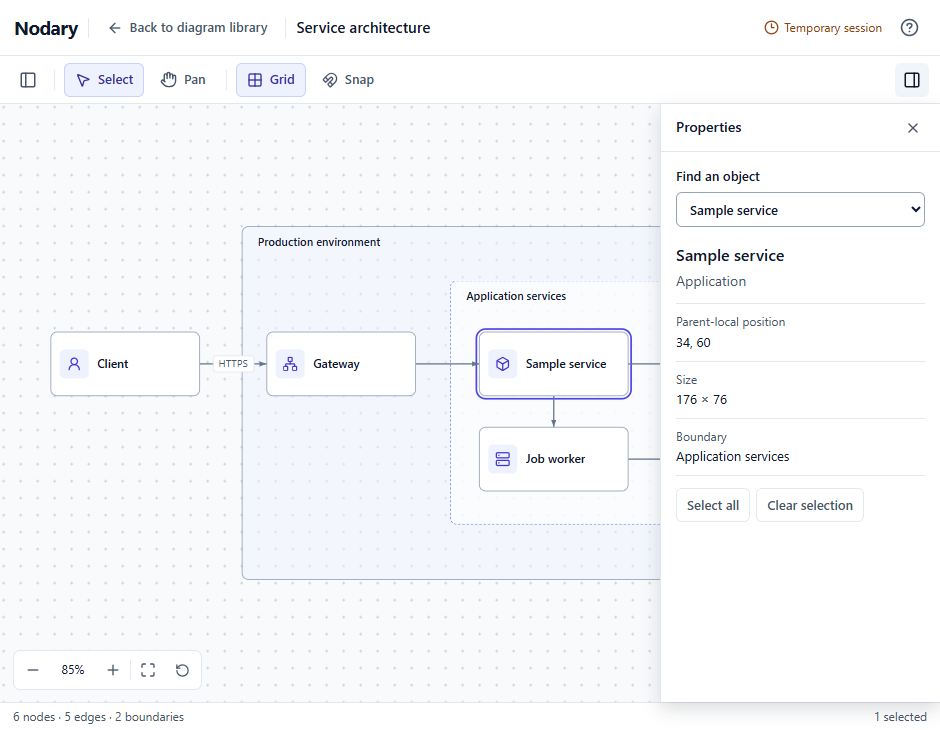 Nodary
Back to diagram library
Service architecture
Temporary session
Select
Pan
Grid
Snap
Properties
Find an object
Sample service
Sample service
Application
Parent-local position
34, 60
Size
176 × 76
Boundary
Application services
Select all
Clear selection
Production environment
Application services
Client
HTTPS
Gateway
Sample service
Job worker
85%
6 nodes · 5 edges · 2 boundaries
1 selected